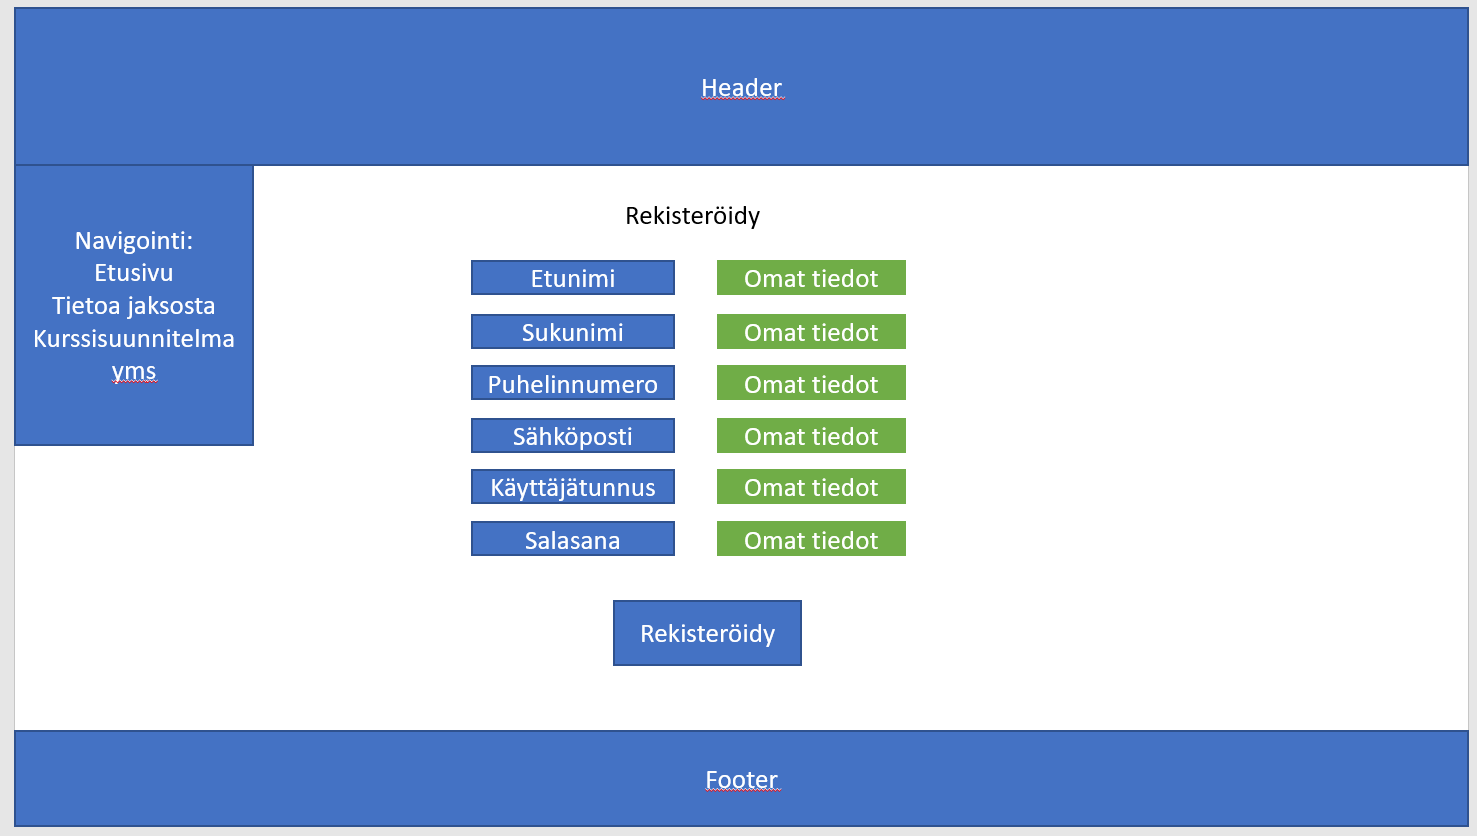 Header
Navigointi:
Etusivu
Tietoa jaksosta
Kurssisuunnitelma
yms
Rekisteröidy
Etunimi Omat tiedot
Sukunimi Omat tiedot
Puhelinnumero Omat tiedot
Sähköposti Omat tiedot
Käyttäjätunnus Omat tiedot
Salasana Omat tiedot
Rekisteröidy
Footer